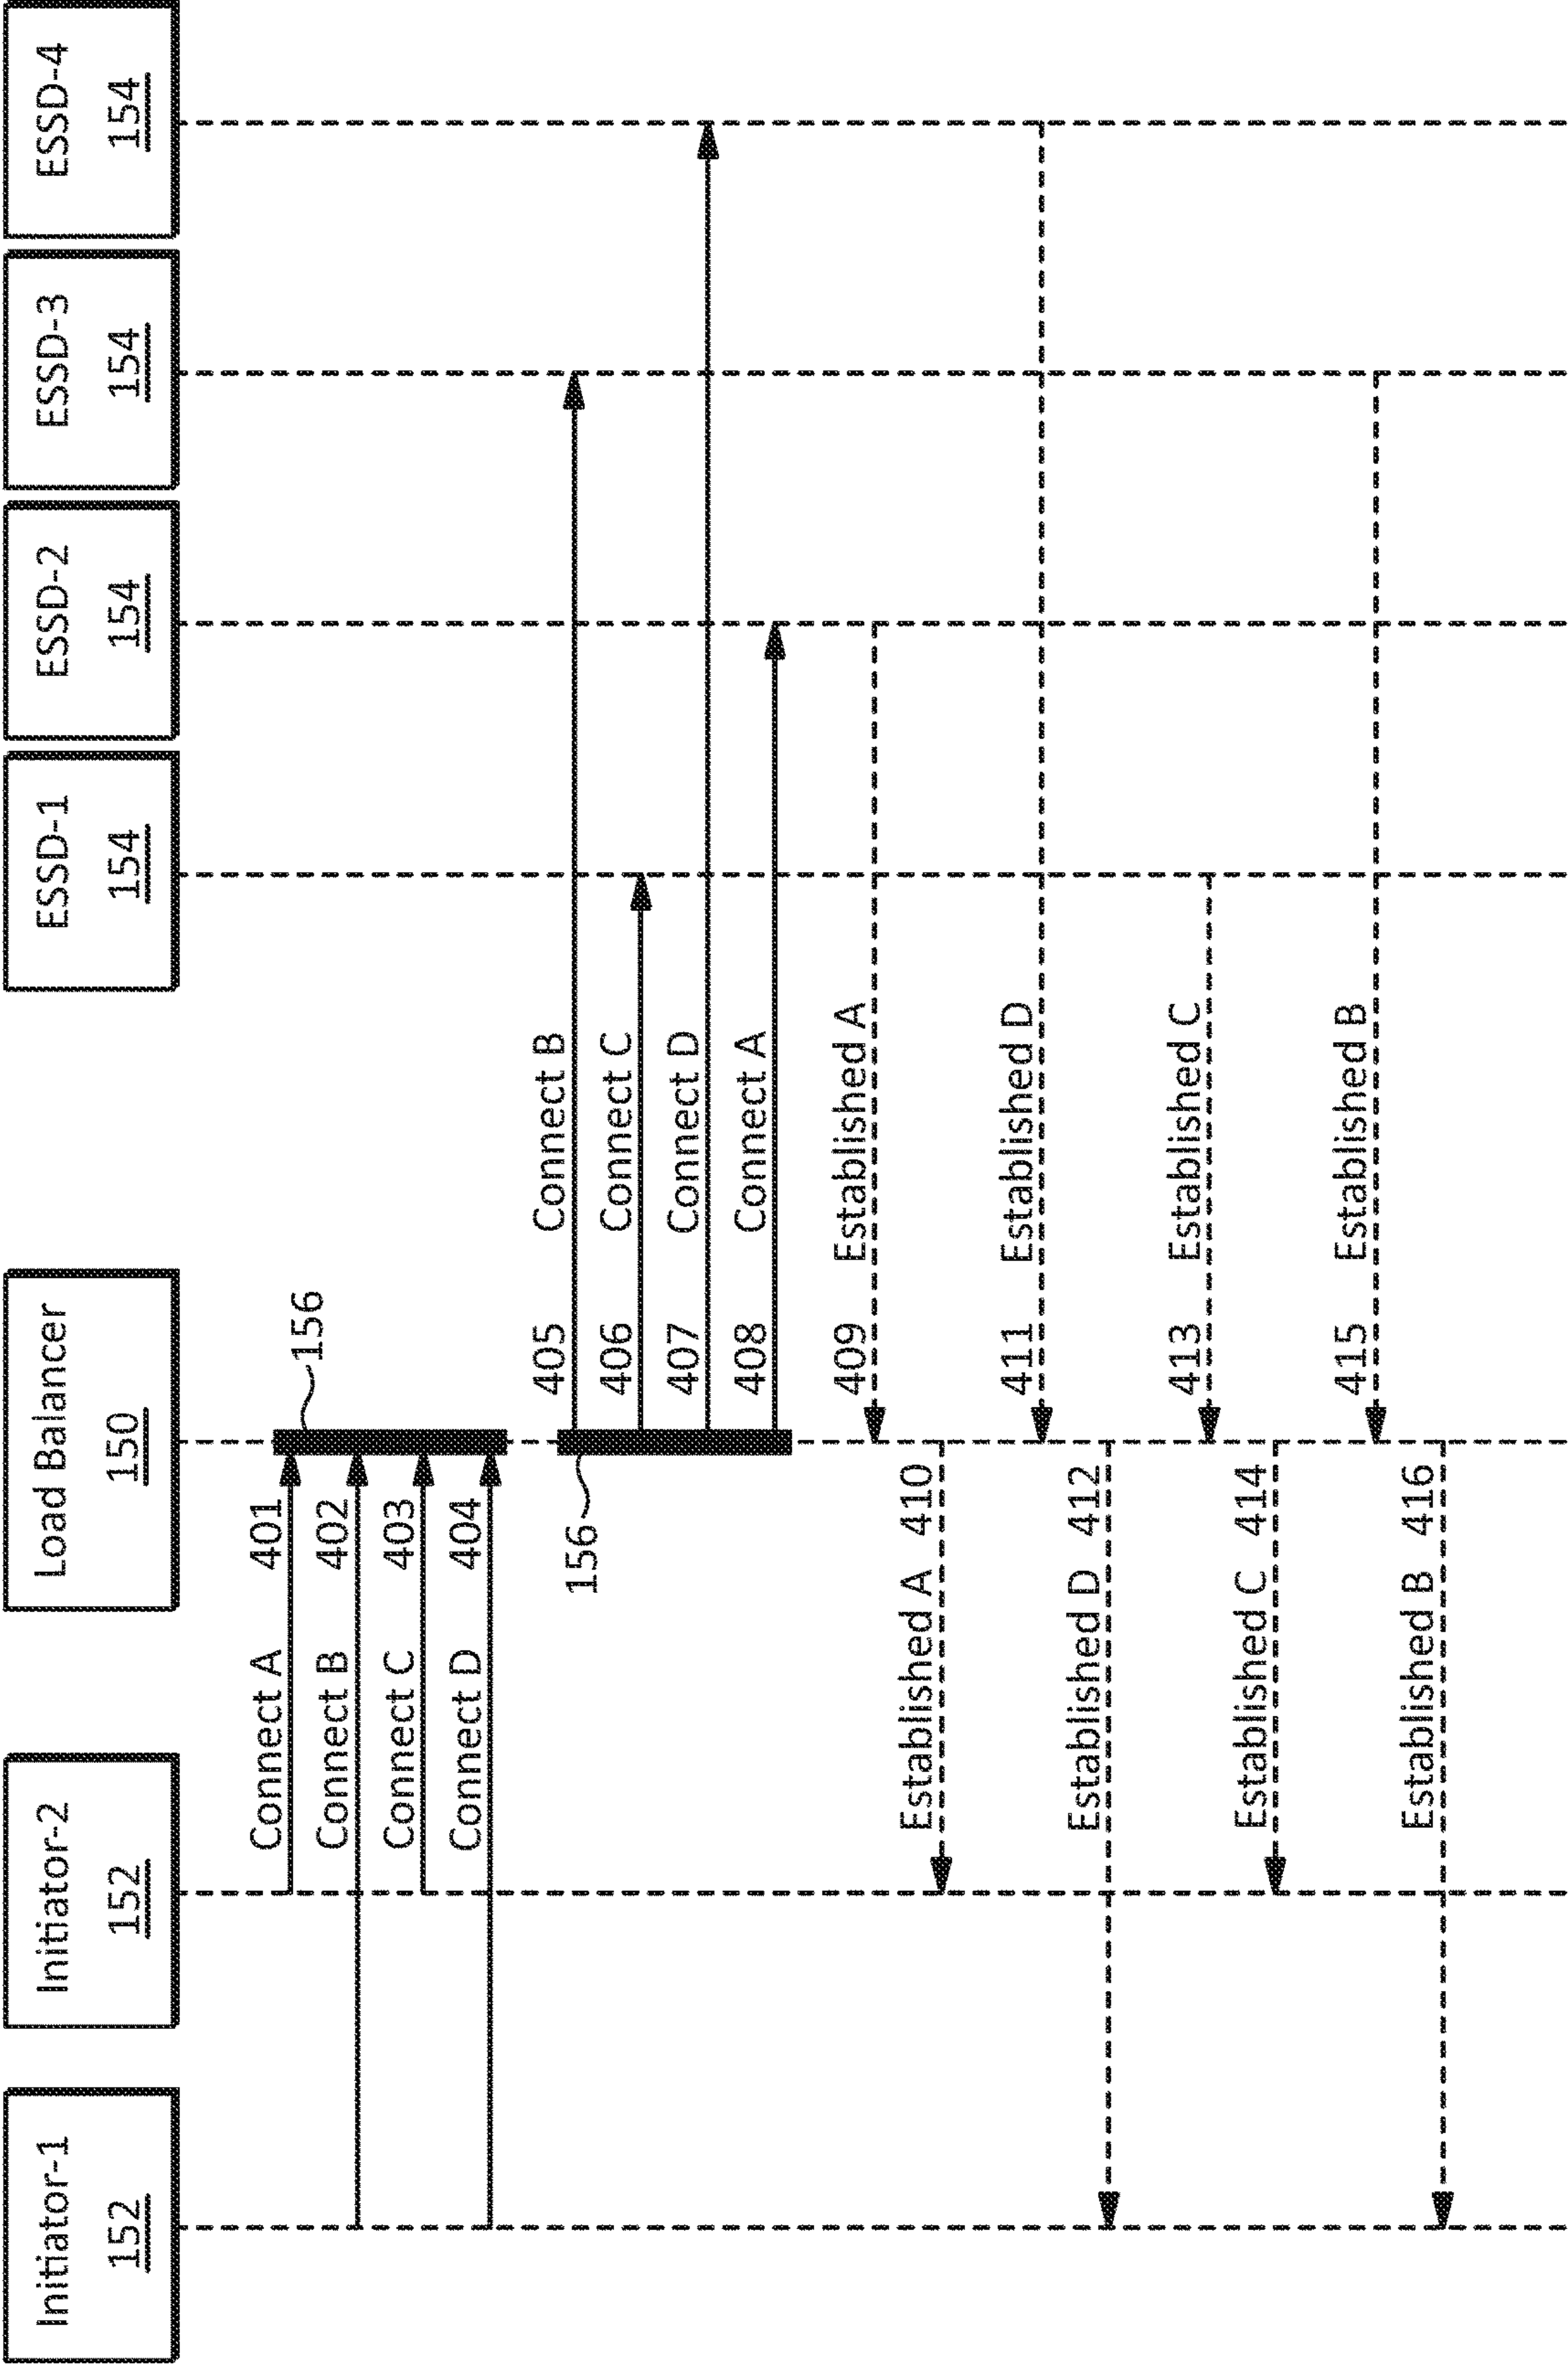 Initiator-1
152
Initiator-2
152
Load Balancer
150
ESSD-1
154
ESSD-2
154
ESSD-3
154
ESSD-4
154
Connect A 401
156
Connect B 402
Connect C 403
Connect D 404
156
405 Connect B
406 Connect C
407 Connect D
408 Connect A
409 Established A
Established A 410
411 Established D
Established D 412
413 Established C
Established C 414
415 Established B
Established B 416